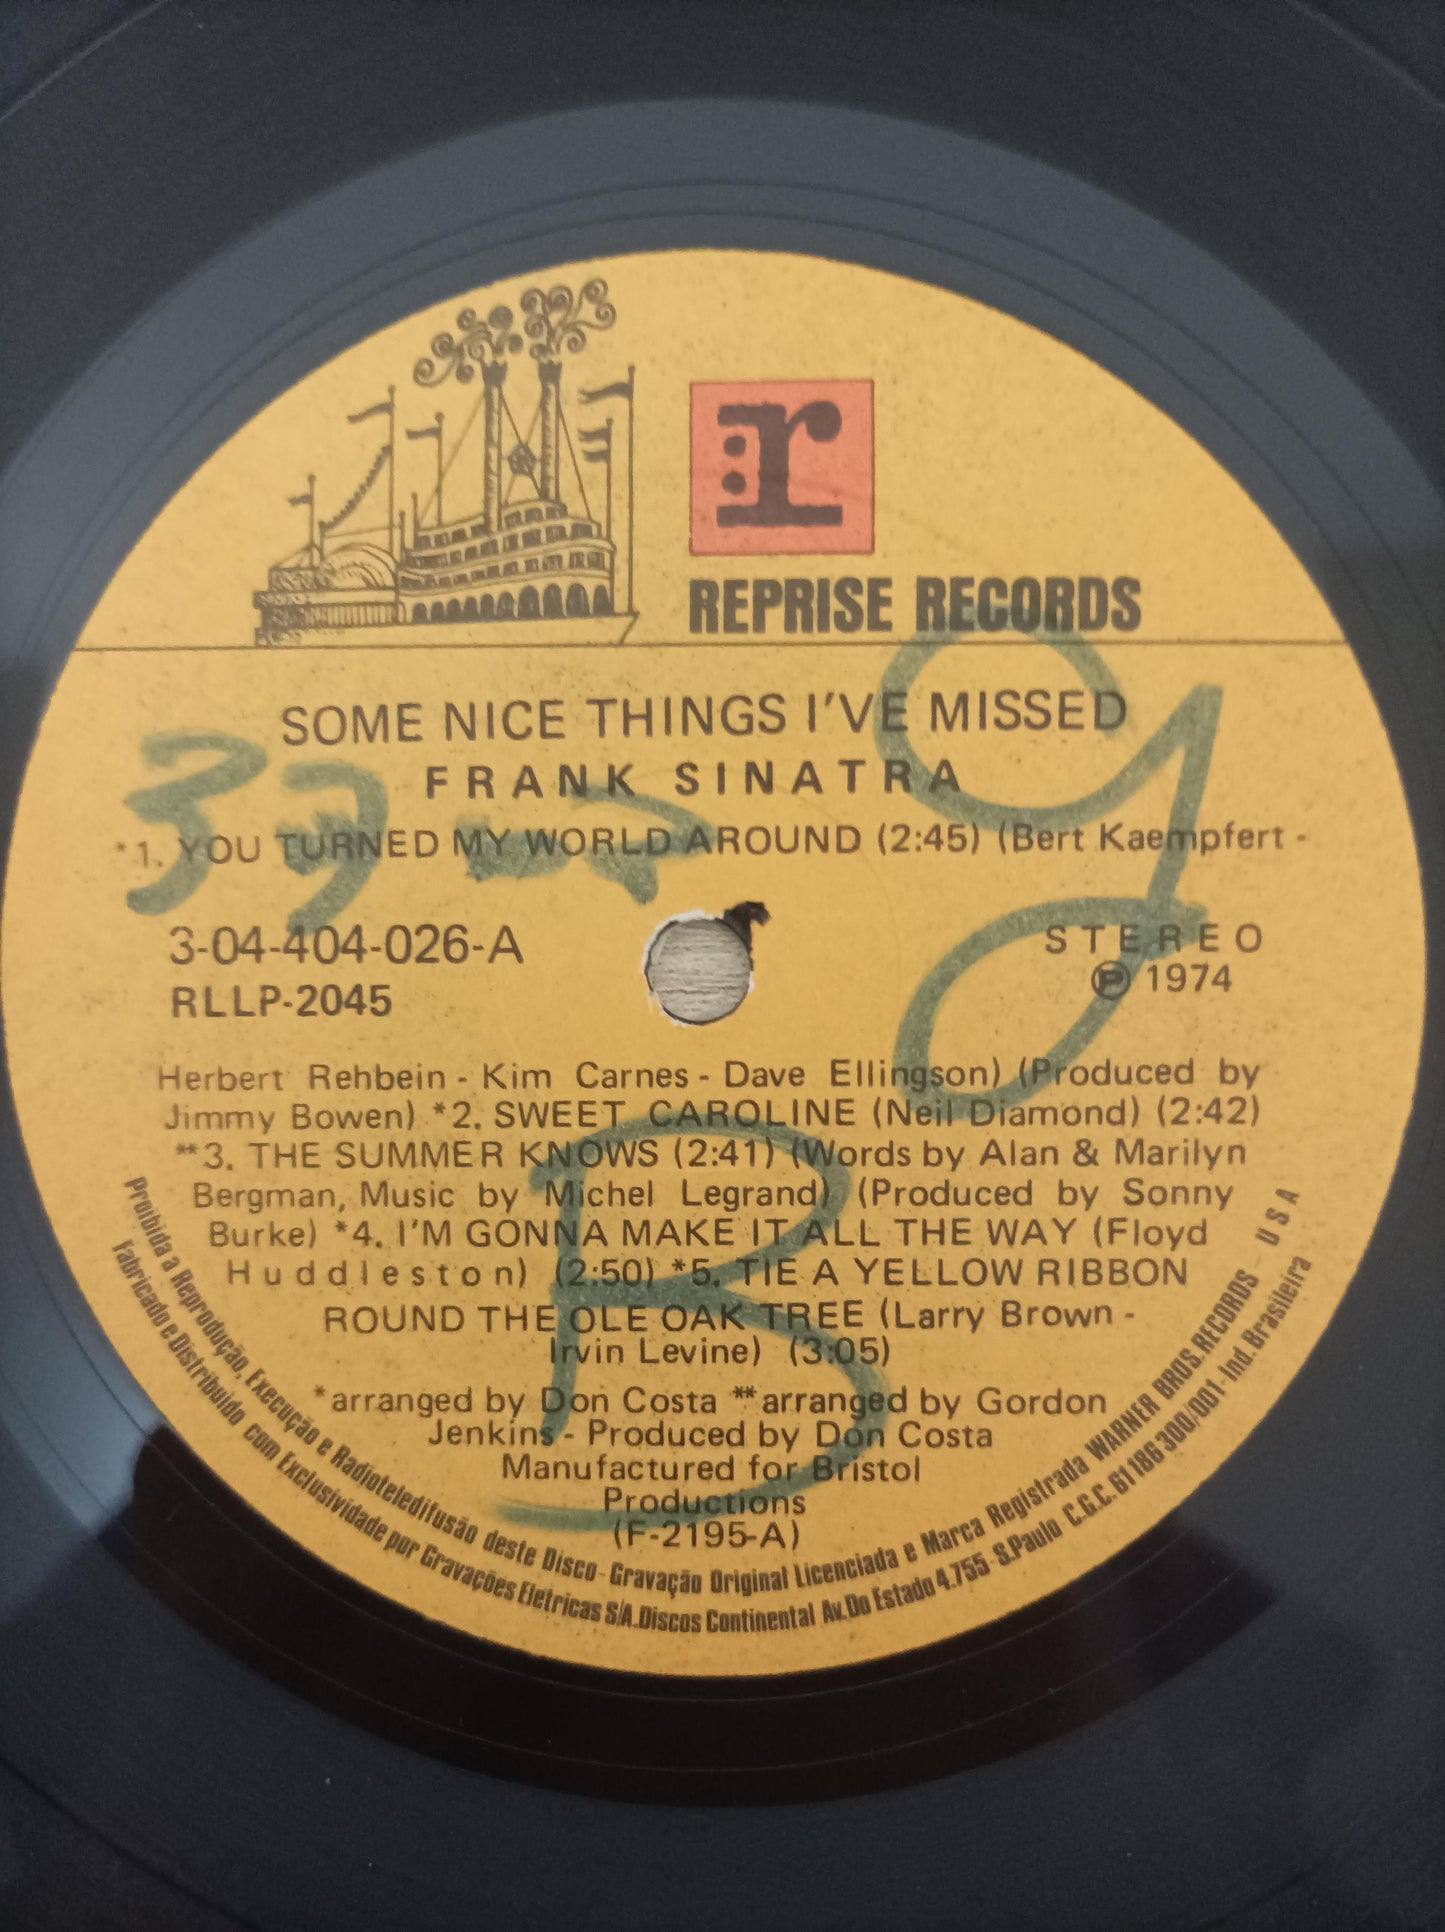 r
REPRISE RECORDS
SOME NICE THINGS I'VE MISSED
FRANK SINATRA
*1. YOU TURNED MY WORLD AROUND (2:45) (Bert Kaempfert -
3-04-404-026-A
RLLP-2045
STEREO
Ⓟ 1974
Herbert Rehbein - Kim Carnes - Dave Ellingson) (Produced by
Jimmy Bowen) *2. SWEET CAROLINE (Neil Diamond) (2:42)
**3. THE SUMMER KNOWS (2:41) (Words by Alan & Marilyn
Bergman, Music by Michel Legrand) (Produced by Sonny
Burke) *4. I'M GONNA MAKE IT ALL THE WAY (Floyd
Huddleston) (2:50) *5. TIE A YELLOW RIBBON
ROUND THE OLE OAK TREE (Larry Brown -
Irvin Levine) (3:05)
*arranged by Don Costa **arranged by Gordon
Jenkins - Produced by Don Costa
Manufactured for Bristol
Productions
(F-2195-A)
Proibida a Reprodução, Execução e Radioteledifusão deste Disco - Gravação Original Licenciada e Marca Registrada WARNER BROS. RECORDS - USA
Fabricado e Distribuido com Exclusividade por Gravações Eletricas S/A. Discos Continental Av. Do Estado 4.755 - S.Paulo C.G.C. 61 186 300/001 - Ind. Brasileira